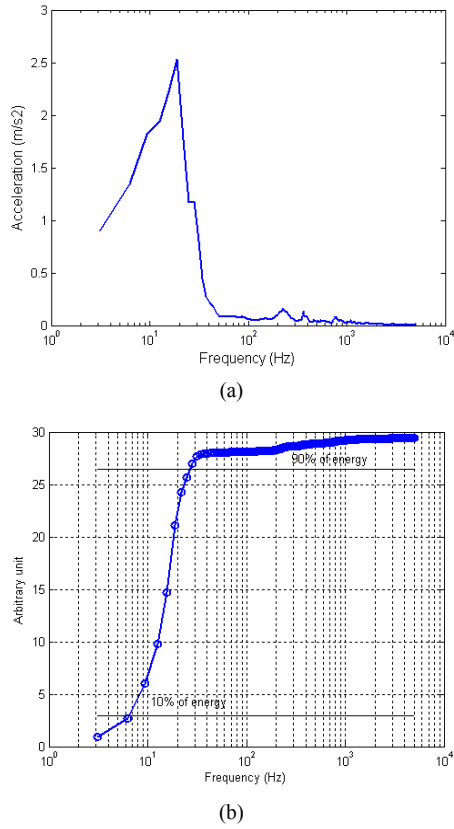 3
2.5
2
1.5
1
0.5
0
Acceleration (m/s2)
10^0 10^1 10^2 10^3 10^4
Frequency (Hz)
(a)
30
25
20
15
10
5
0
Arbitrary unit
90% of energy
10% of energy
10^0 10^1 10^2 10^3 10^4
Frequency (Hz)
(b)